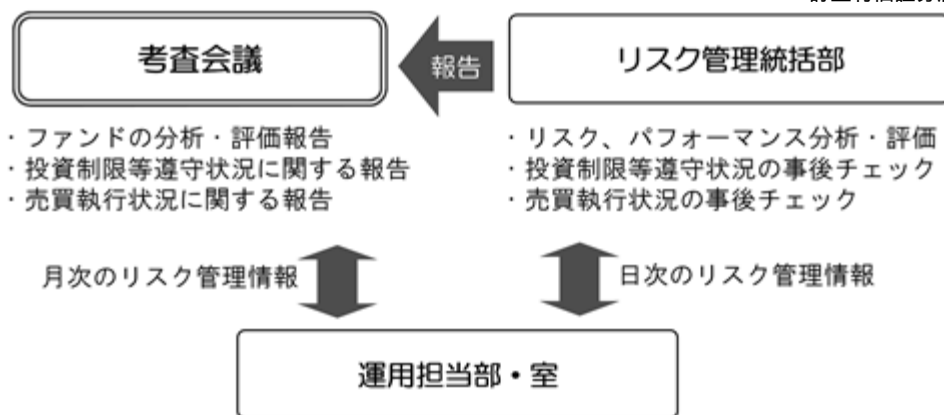 考査会議
報告
リスク管理統括部
・ファンドの分析・評価報告
・投資制限等遵守状況に関する報告
・売買執行状況に関する報告
・リスク、パフォーマンス分析・評価
・投資制限等遵守状況の事後チェック
・売買執行状況の事後チェック
月次のリスク管理情報
日次のリスク管理情報
運用担当部・室